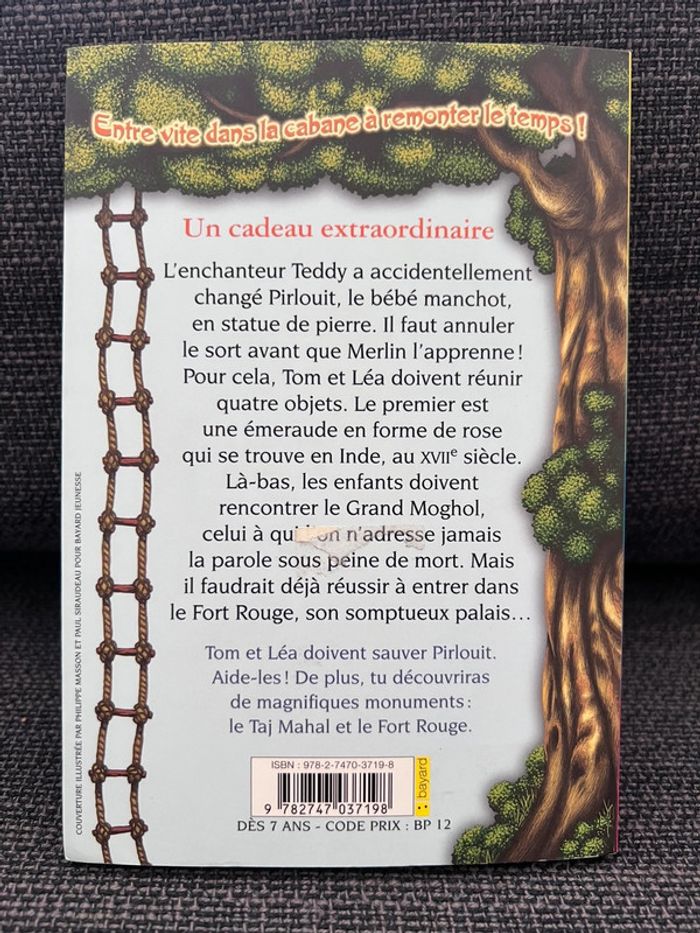 Entre vite dans la cabane à remonter le temps !
Un cadeau extraordinaire
L'enchanteur Teddy a accidentellement
changé Pirlouit, le bébé manchot,
en statue de pierre. Il faut annuler
le sort avant que Merlin l'apprenne !
Pour cela, Tom et Léa doivent réunir
quatre objets. Le premier est
une émeraude en forme de rose
qui se trouve en Inde, au XVIIe siècle.
Là-bas, les enfants doivent
rencontrer le Grand Moghol,
celui à qui l'on n'adresse jamais
la parole sous peine de mort. Mais
il faudrait déjà réussir à entrer dans
le Fort Rouge, son somptueux palais…
Tom et Léa doivent sauver Pirlouit.
Aide-les ! De plus, tu découvriras
de magnifiques monuments :
le Taj Mahal et le Fort Rouge.
ISBN : 978-2-7470-3719-8
9 782747 037198
bayard
DÈS 7 ANS - CODE PRIX : BP 12
COUVERTURE ILLUSTRÉE PAR PHILIPPE MASSON ET PAUL SIRAUDEAU POUR BAYARD JEUNESSE